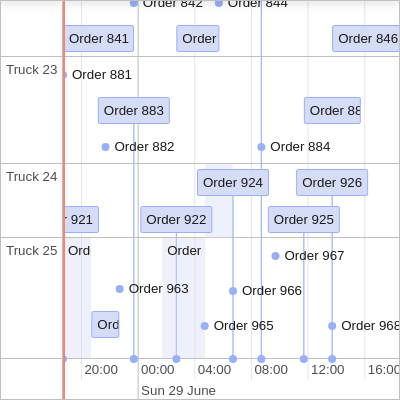 Order 842 Order 844
Order 841 Order Order 846
Truck 23
Order 881
Order 883 Order 88
Order 882 Order 884
Truck 24
Order 924 Order 926
921 Order 922 Order 925
Truck 25
Ord Order
Order 967
Order 963 Order 966
Ord Order 965 Order 968
20:00 00:00 04:00 08:00 12:00 16:00
Sun 29 June